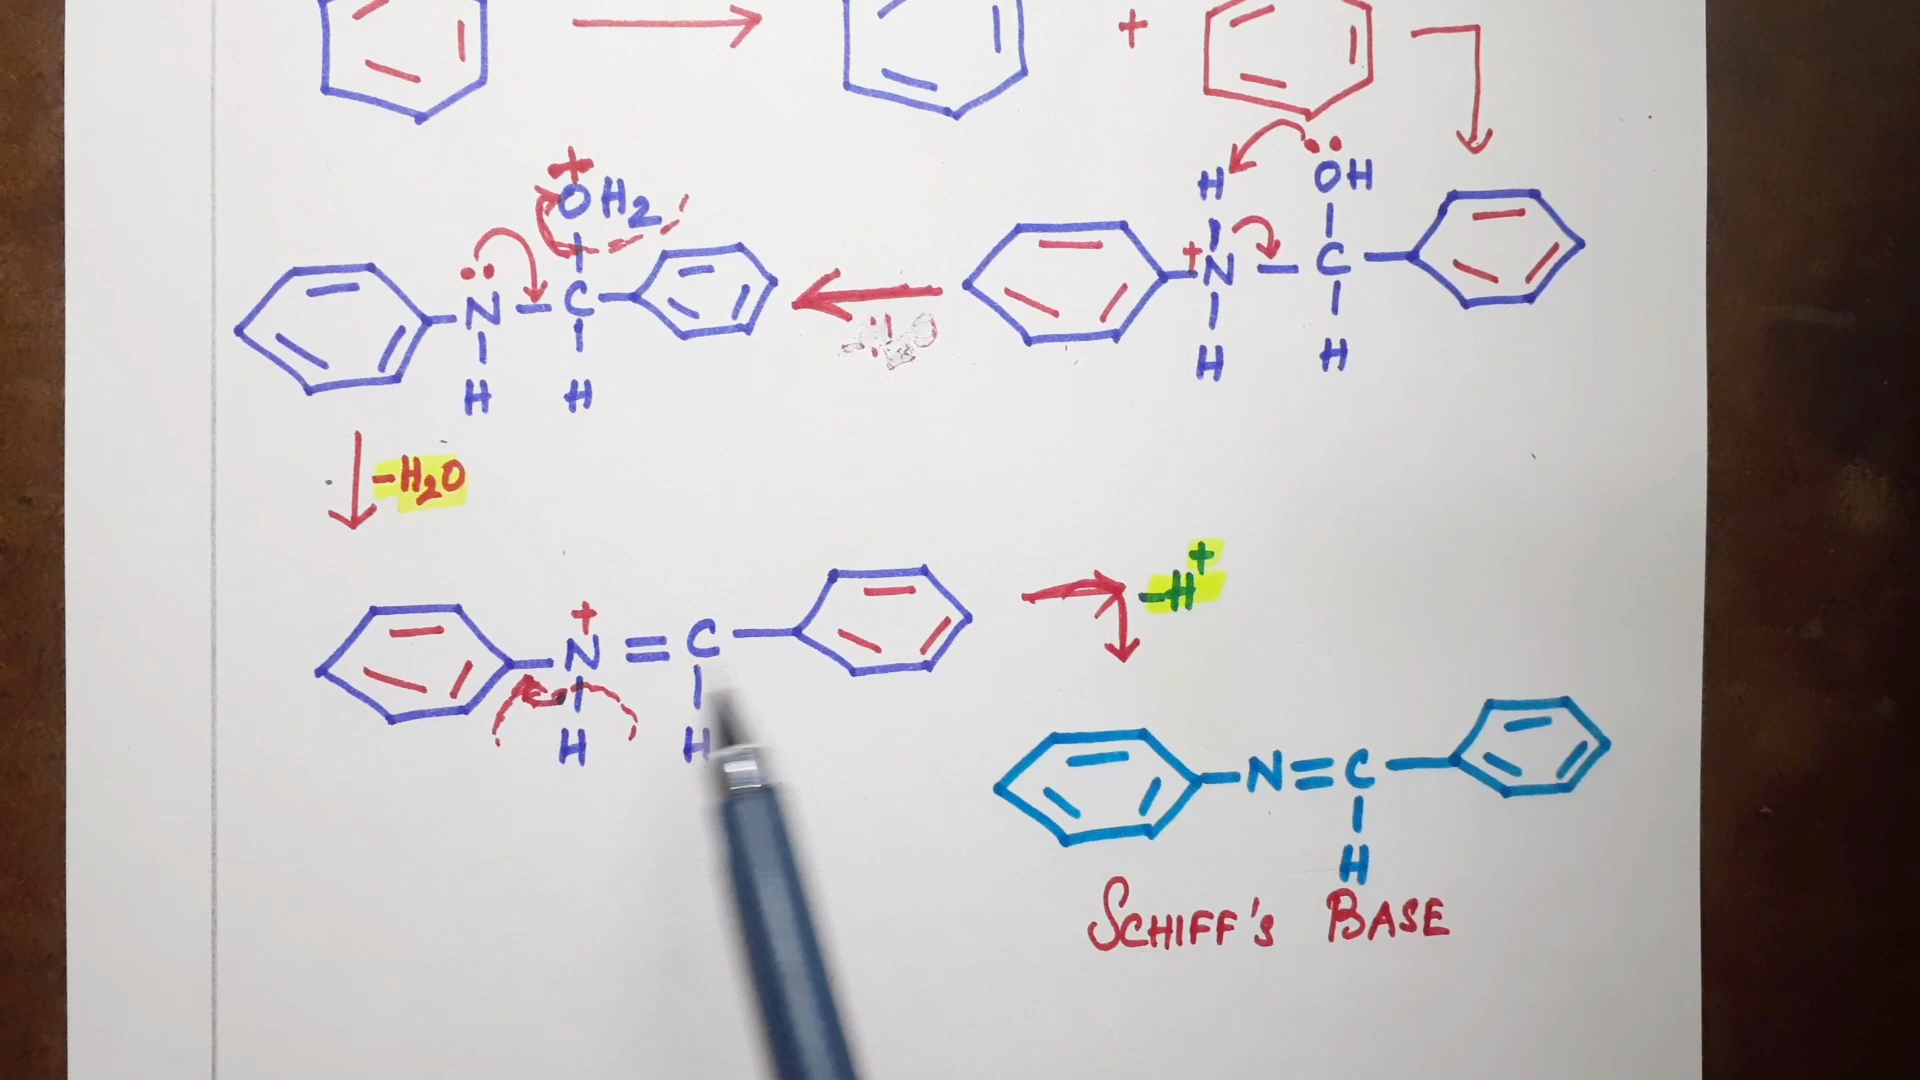 +
H OH
+
OH2
+
N - C
H H
N - C
H H
-H2O
-H+
+
N = C
H H
N = C
H
SCHIFF'S BASE